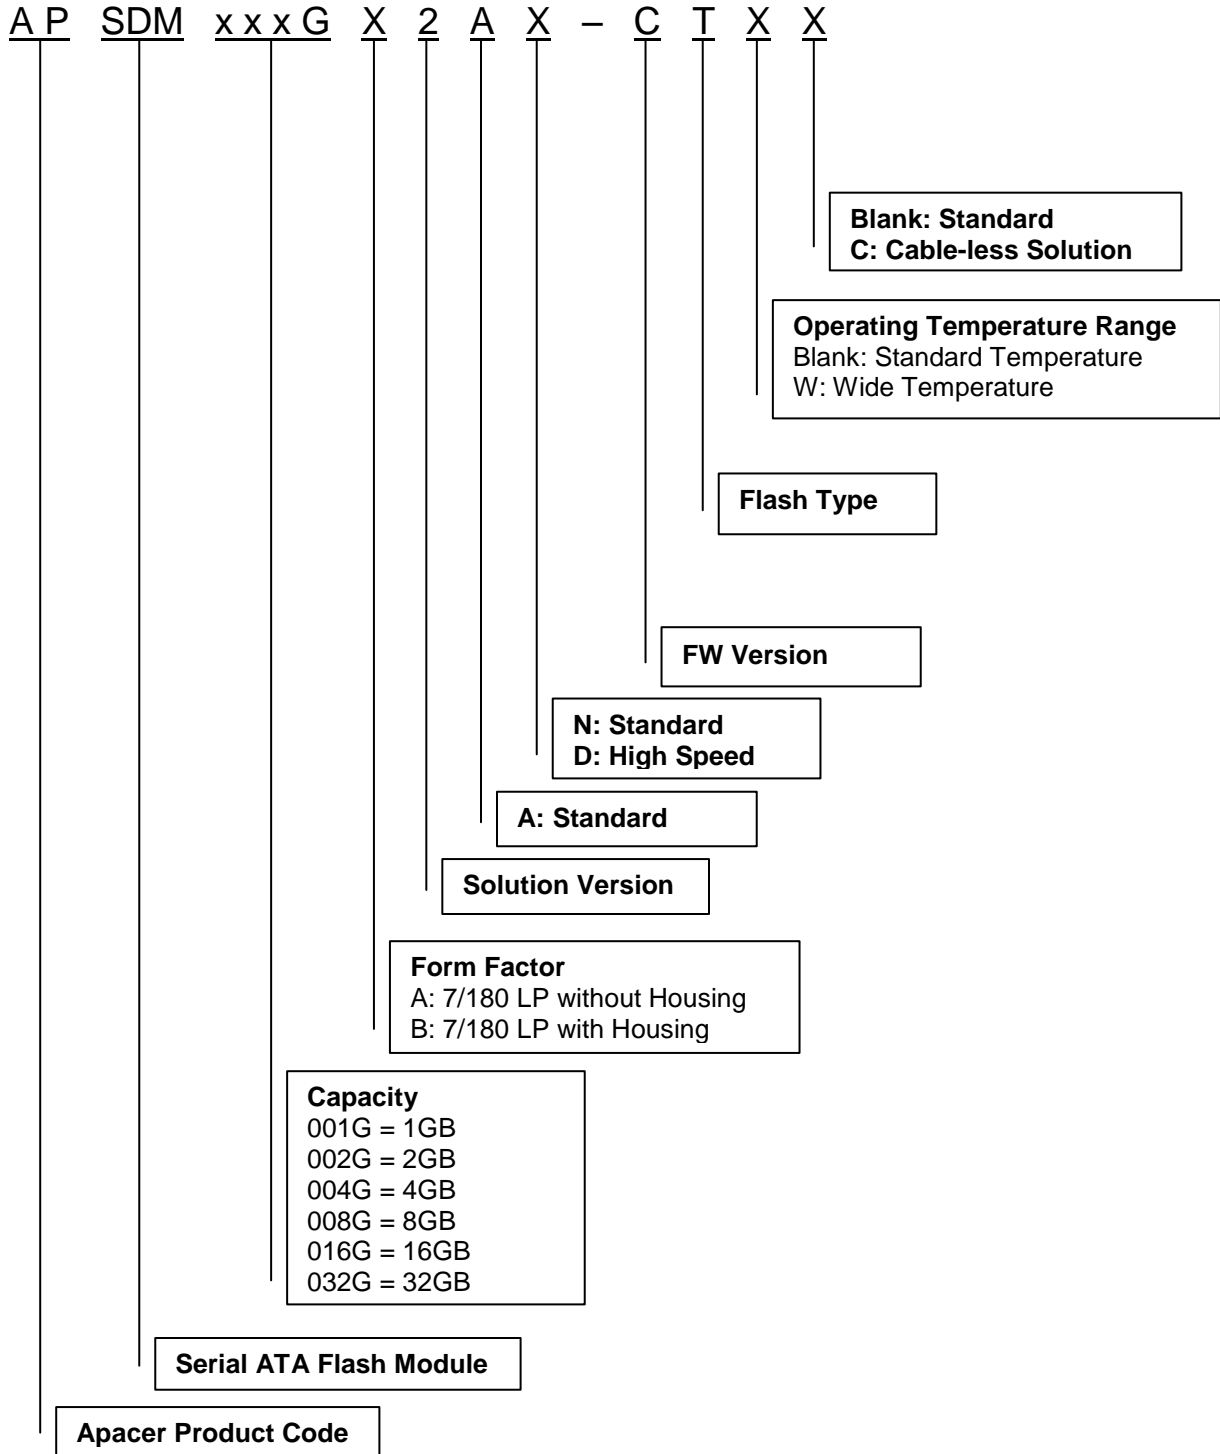 A P SDM x x x G X 2 A X – C T X X
Blank: Standard
C: Cable-less Solution
Operating Temperature Range
Blank: Standard Temperature
W: Wide Temperature
Flash Type
FW Version
N: Standard
D: High Speed
A: Standard
Solution Version
Form Factor
A: 7/180 LP without Housing
B: 7/180 LP with Housing
Capacity
001G = 1GB
002G = 2GB
004G = 4GB
008G = 8GB
016G = 16GB
032G = 32GB
Serial ATA Flash Module
Apacer Product Code